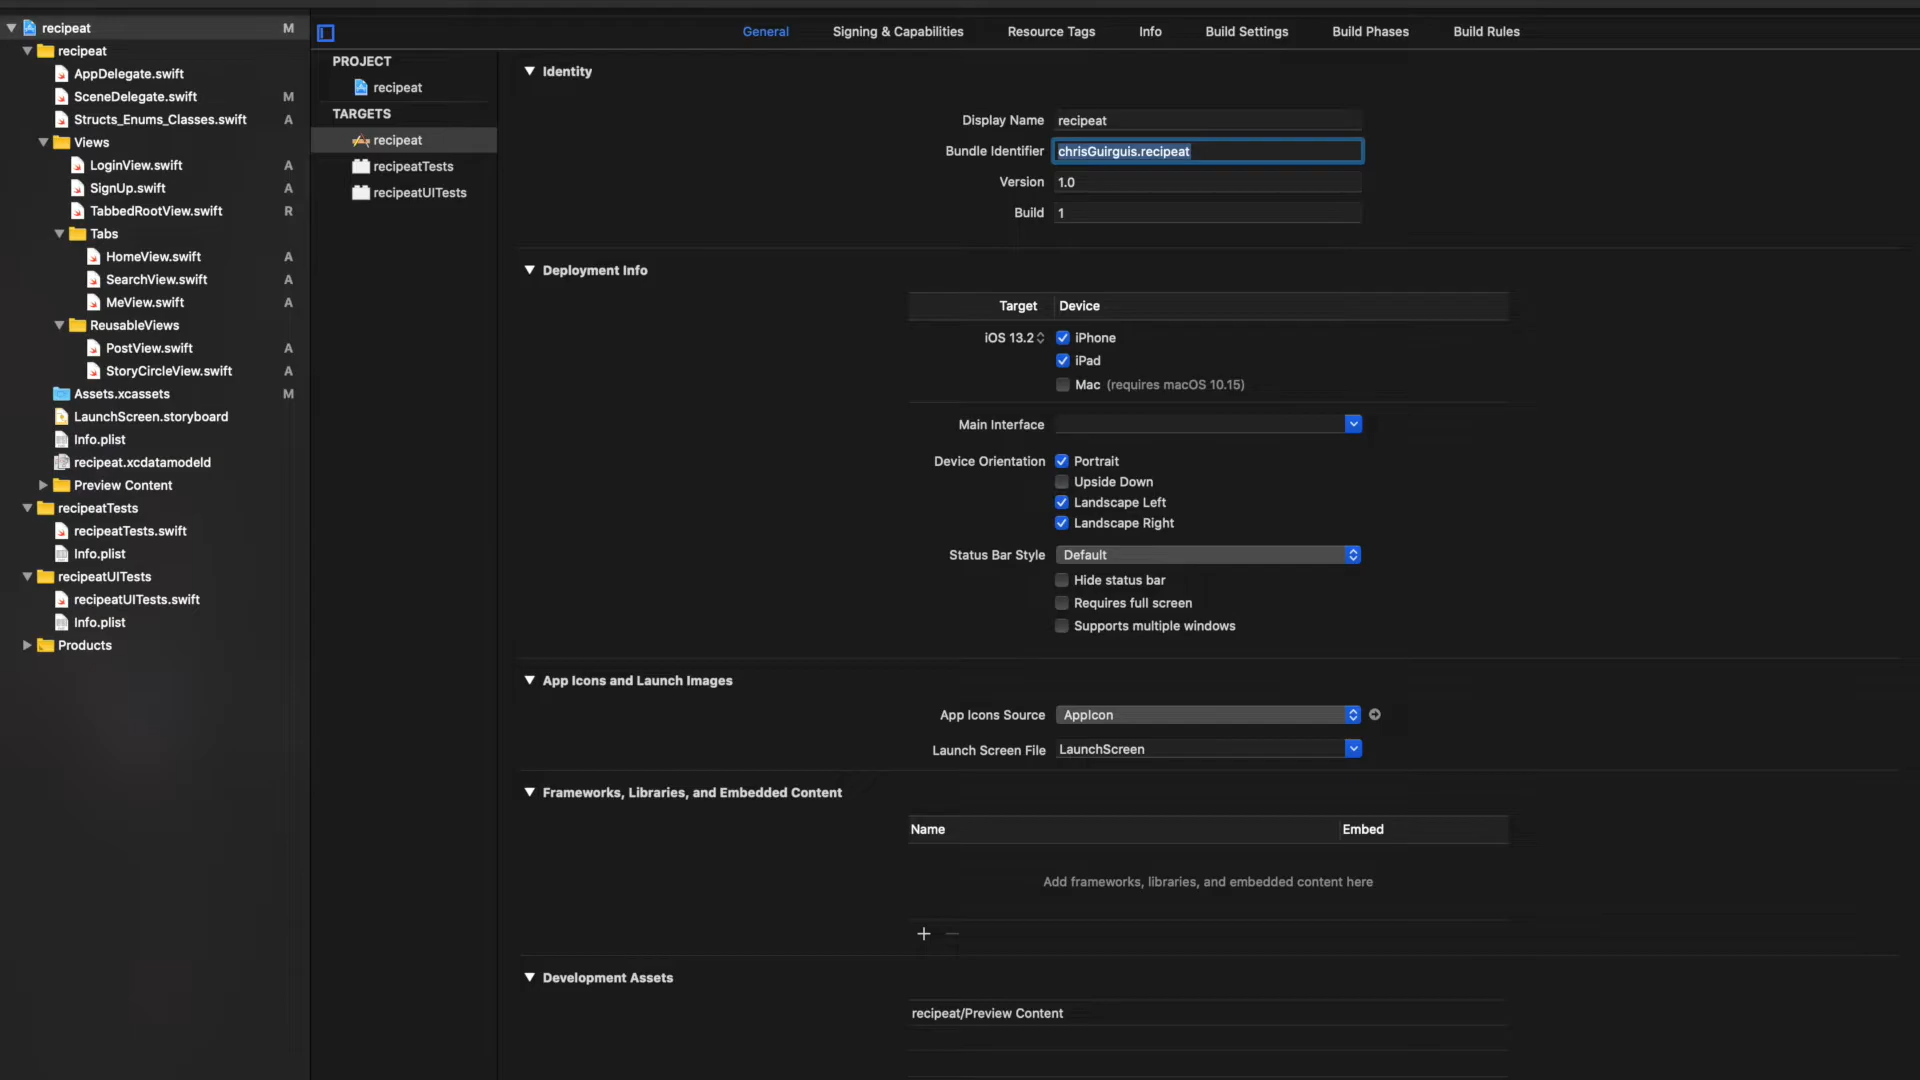 recipeat M
recipeat
AppDelegate.swift
SceneDelegate.swift M
Structs_Enums_Classes.swift A
Views
LoginView.swift A
SignUp.swift A
TabbedRootView.swift R
Tabs
HomeView.swift A
SearchView.swift A
MeView.swift A
ReusableViews
PostView.swift A
StoryCircleView.swift A
Assets.xcassets M
LaunchScreen.storyboard
Info.plist
recipeat.xcdatamodeld
Preview Content
recipeatTests
recipeatTests.swift
Info.plist
recipeatUITests
recipeatUITests.swift
Info.plist
Products
PROJECT
recipeat
TARGETS
recipeat
recipeatTests
recipeatUITests
General Signing & Capabilities Resource Tags Info Build Settings Build Phases Build Rules
Identity
Display Name recipeat
Bundle Identifier chrisGuirguis.recipeat
Version 1.0
Build 1
Deployment Info
Target Device
iOS 13.2 iPhone
iPad
Mac (requires macOS 10.15)
Main Interface
Device Orientation Portrait
Upside Down
Landscape Left
Landscape Right
Status Bar Style Default
Hide status bar
Requires full screen
Supports multiple windows
App Icons and Launch Images
App Icons Source AppIcon
Launch Screen File LaunchScreen
Frameworks, Libraries, and Embedded Content
Name Embed
Add frameworks, libraries, and embedded content here
Development Assets
recipeat/Preview Content